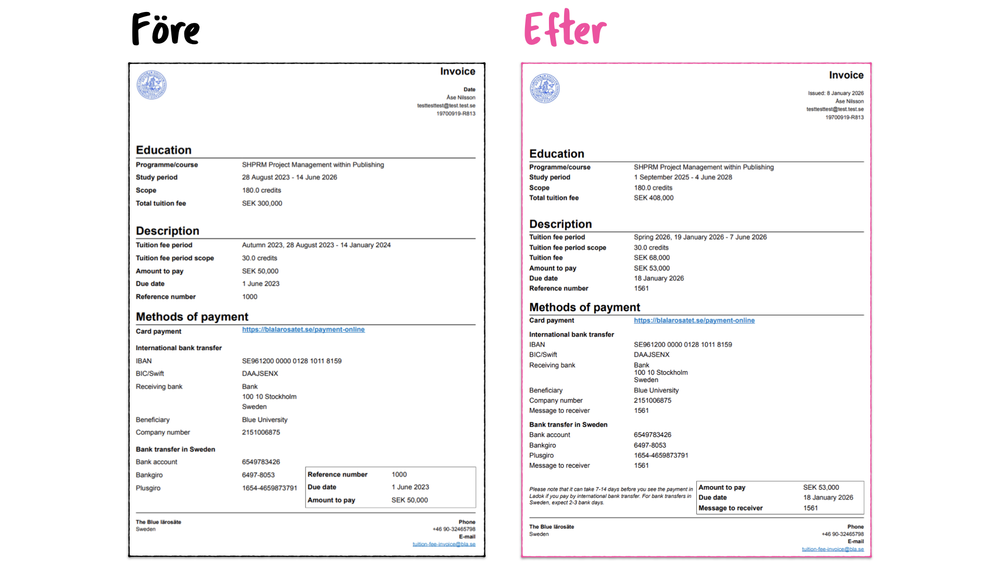 Före
Invoice
Date
Åse Nilsson
testtesttest@test.test.se
19700919-R813
Education
Programme/course SHPRM Project Management within Publishing
Study period 28 August 2023 - 14 June 2026
Scope 180.0 credits
Total tuition fee SEK 300,000
Description
Tuition fee period Autumn 2023, 28 August 2023 - 14 January 2024
Tuition fee period scope 30.0 credits
Amount to pay SEK 50,000
Due date 1 June 2023
Reference number 1000
Methods of payment
Card payment https://blalarosatet.se/payment-online
International bank transfer
IBAN SE961200 0000 0128 1011 8159
BIC/Swift DAAJSENX
Receiving bank Bank
100 10 Stockholm
Sweden
Beneficiary Blue University
Company number 2151006875
Bank transfer in Sweden
Bank account 6549783426
Bankgiro 6497-8053
Plusgiro 1654-4659873791
Reference number 1000
Due date 1 June 2023
Amount to pay SEK 50,000
The Blue lärosäte
Sweden
Phone
+46 90-32465798
E-mail
tuition-fee-invoice@bla.se
Efter
Invoice
Issued: 8 January 2026
Åse Nilsson
testtesttest@test.test.se
19700919-R813
Education
Programme/course SHPRM Project Management within Publishing
Study period 1 September 2025 - 4 June 2028
Scope 180.0 credits
Total tuition fee SEK 408,000
Description
Tuition fee period Spring 2026, 19 January 2026 - 7 June 2026
Tuition fee period scope 30.0 credits
Tuition fee SEK 68,000
Amount to pay SEK 53,000
Due date 18 January 2026
Reference number 1561
Methods of payment
Card payment https://blalarosatet.se/payment-online
International bank transfer
IBAN SE961200 0000 0128 1011 8159
BIC/Swift DAAJSENX
Receiving bank Bank
100 10 Stockholm
Sweden
Beneficiary Blue University
Company number 2151006875
Message to receiver 1561
Bank transfer in Sweden
Bank account 6549783426
Bankgiro 6497-8053
Plusgiro 1654-4659873791
Message to receiver 1561
Please note that it can take 7-14 days before you see the payment in
Ladok if you pay by international bank transfer. For bank transfers in
Sweden, expect 2-3 bank days.
Amount to pay SEK 53,000
Due date 18 January 2026
Message to receiver 1561
The Blue lärosäte
Sweden
Phone
+46 90-32465798
E-mail
tuition-fee-invoice@bla.se